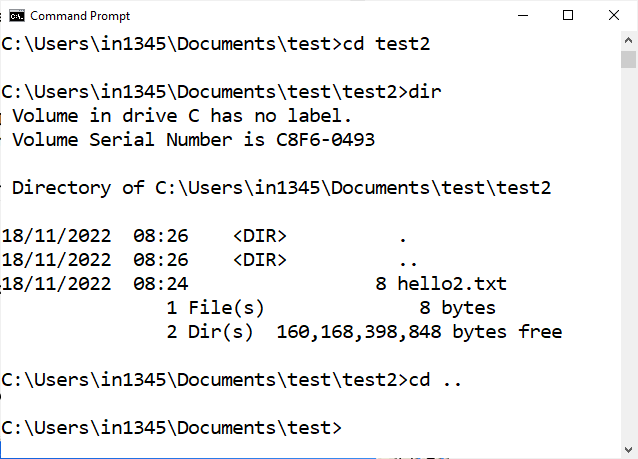 Command Prompt
C:\Users\in1345\Documents\test>cd test2
C:\Users\in1345\Documents\test\test2>dir
 Volume in drive C has no label.
 Volume Serial Number is C8F6-0493
 Directory of C:\Users\in1345\Documents\test\test2
18/11/2022  08:26    <DIR>          .
18/11/2022  08:26    <DIR>          ..
18/11/2022  08:24                 8 hello2.txt
               1 File(s)              8 bytes
               2 Dir(s)  160,168,398,848 bytes free
C:\Users\in1345\Documents\test\test2>cd ..
C:\Users\in1345\Documents\test>